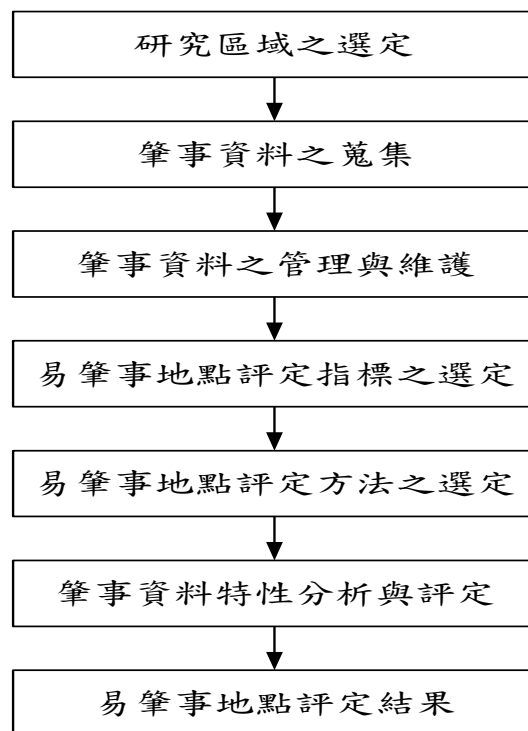 研究區域之選定
肇事資料之蒐集
肇事資料之管理與維護
易肇事地點評定指標之選定
易肇事地點評定方法之選定
肇事資料特性分析與評定
易肇事地點評定結果